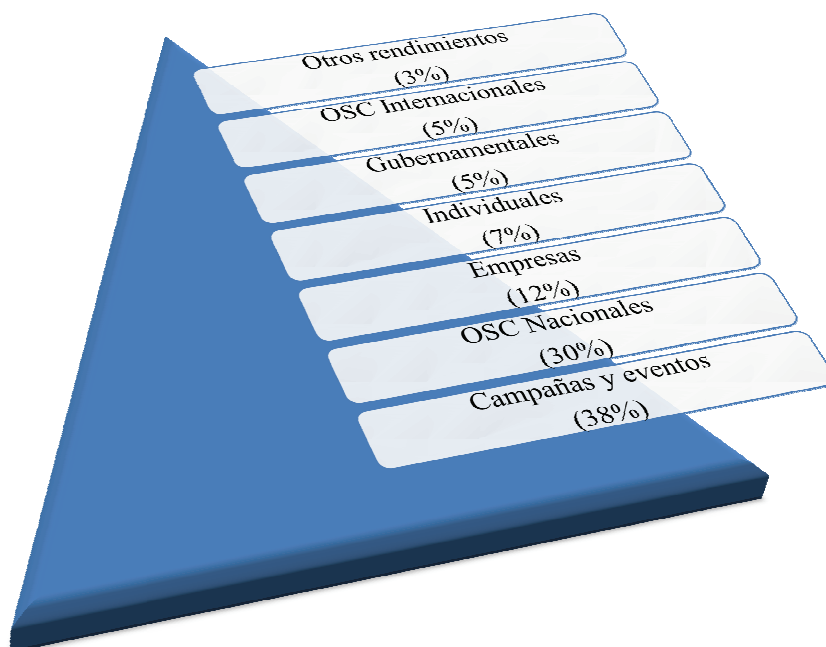 Otros rendimientos
(3%)
OSC Internacionales
(5%)
Gubernamentales
(5%)
Individuales
(7%)
Empresas
(12%)
OSC Nacionales
(30%)
Campañas y eventos
(38%)